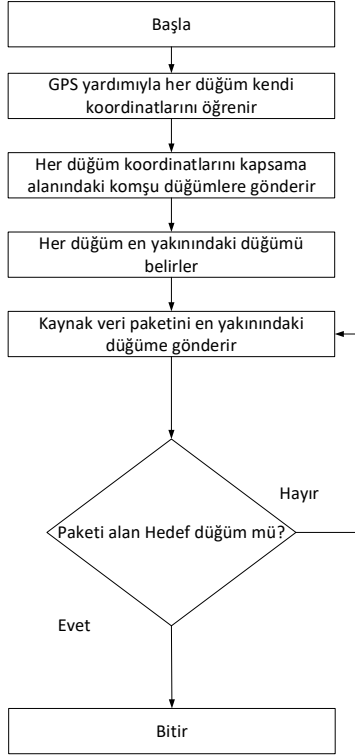 Başla
GPS yardımıyla her düğüm kendi
koordinatlarını öğrenir
Her düğüm koordinatlarını kapsama
alanındaki komşu düğümlere gönderir
Her düğüm en yakınındaki düğümü
belirler
Kaynak veri paketini en yakınındaki
düğüme gönderir
Hayır
Paketi alan Hedef düğüm mü?
Evet
Bitir